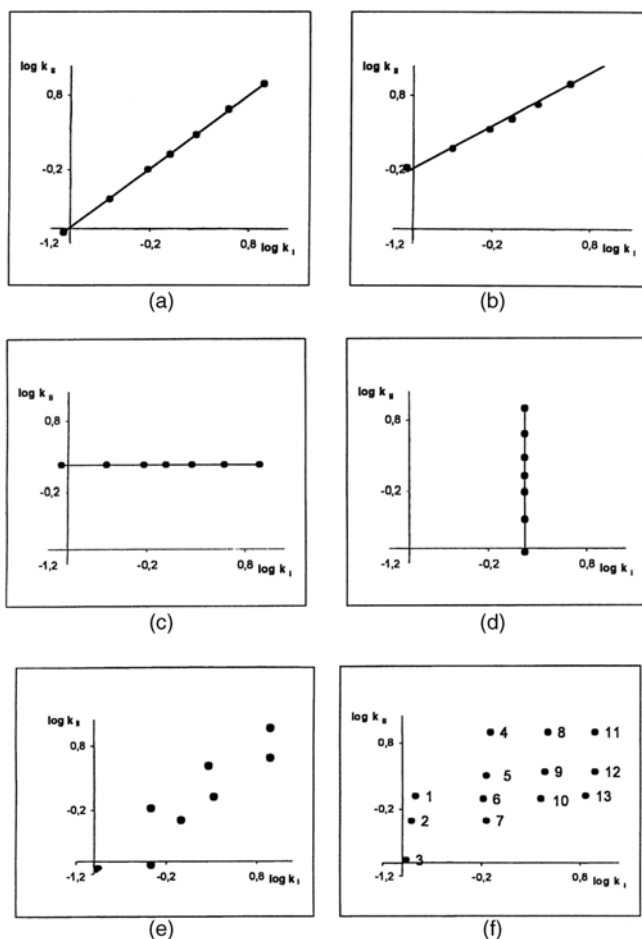 log k II
0,8
-0,2
-1,2 -0,2 0,8 log k I
(a)
log k II
0,8
-0,2
-1,2 -0,2 0,8 log k I
(b)
log k II
0,8
-0,2
-1,2 -0,2 0,8 log k I
(c)
log k II
0,8
-0,2
-1,2 -0,2 0,8 log k I
(d)
log k II
0,8
-0,2
-1,2 -0,2 0,8 log k I
(e)
log k II
4 8 11
0,8
5 9 12
1 6 10 13
-0,2
2 7
3
-1,2 -0,2 0,8
log k I
(f)